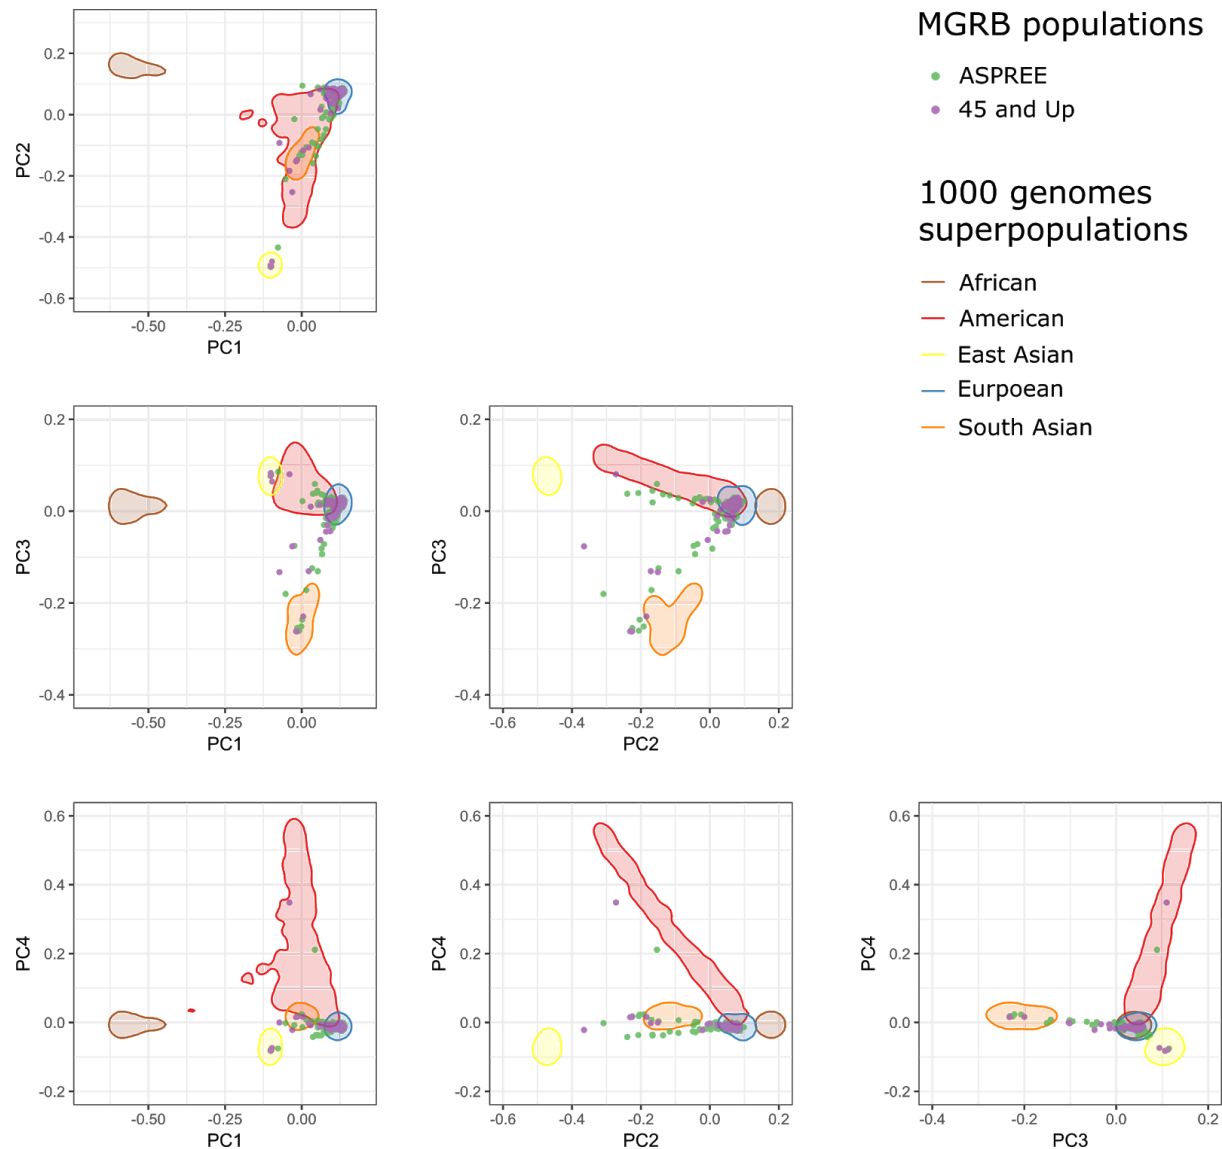 MGRB populations
ASPREE
45 and Up
1000 genomes
superpopulations
African
American
East Asian
Eurpoean
South Asian
0.2
0.0
-0.2
-0.4
-0.6
PC2
-0.50
-0.25
0.00
PC1
0.2
0.0
-0.2
-0.4
PC3
-0.50
-0.25
0.00
PC1
0.2
0.0
-0.2
-0.4
PC3
-0.6
-0.4
-0.2
0.0
0.2
PC2
0.6
0.4
0.2
0.0
-0.2
PC4
-0.50
-0.25
0.00
PC1
0.6
0.4
0.2
0.0
-0.2
PC4
-0.6
-0.4
-0.2
0.0
0.2
PC2
0.6
0.4
0.2
0.0
-0.2
PC4
-0.4
-0.2
0.0
0.2
PC3